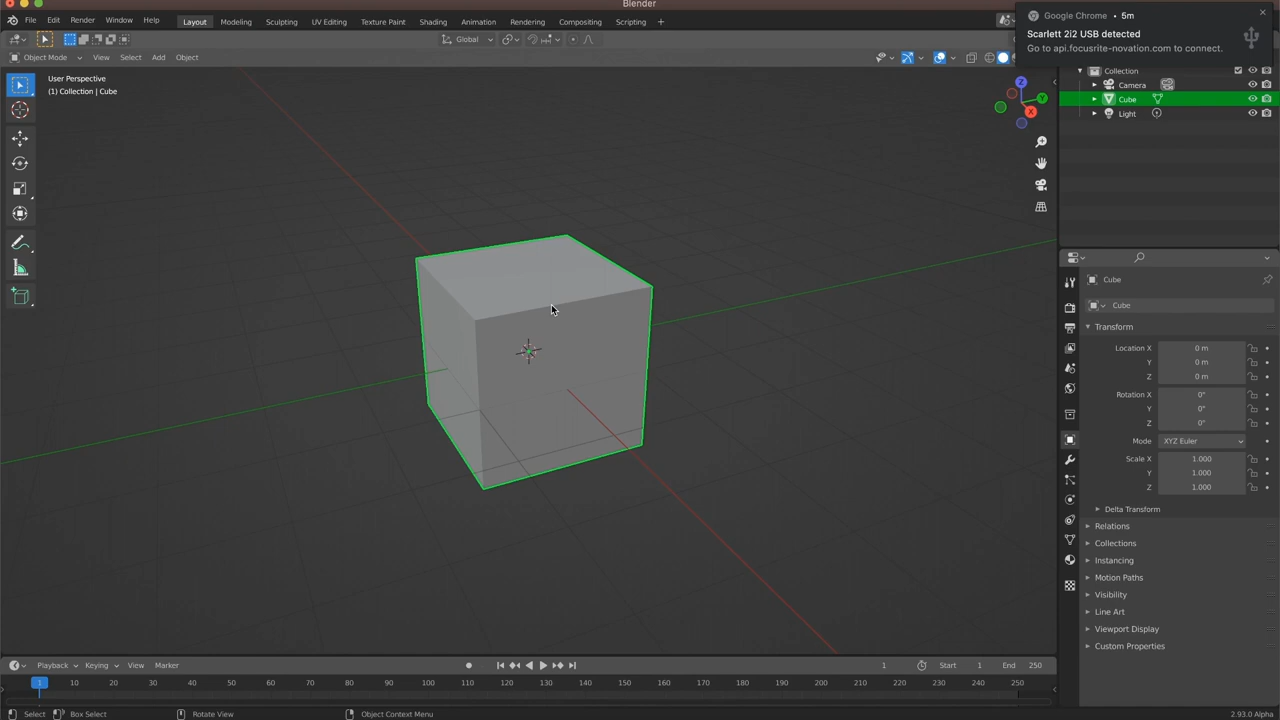 Blender
File Edit Render Window Help
Layout Modeling Sculpting UV Editing Texture Paint Shading Animation Rendering Compositing Scripting
Google Chrome • 5m
Scarlett 2i2 USB detected
Go to api.focusrite-novation.com to connect.
Global
Object Mode View Select Add Object
User Perspective
(1) Collection | Cube
Z
Y
X
Collection
Camera
Cube
Light
Cube
Cube
Transform
Location X 0 m
Y 0 m
Z 0 m
Rotation X 0°
Y 0°
Z 0°
Mode XYZ Euler
Scale X 1.000
Y 1.000
Z 1.000
Delta Transform
Relations
Collections
Instancing
Motion Paths
Visibility
Line Art
Viewport Display
Custom Properties
Playback Keying View Marker 1 Start 1 End 250
1 10 20 30 40 50 60 70 80 90 100 110 120 130 140 150 160 170 180 190 200 210 220 230 240 250
Select Box Select Rotate View Object Context Menu 2.93.0 Alpha